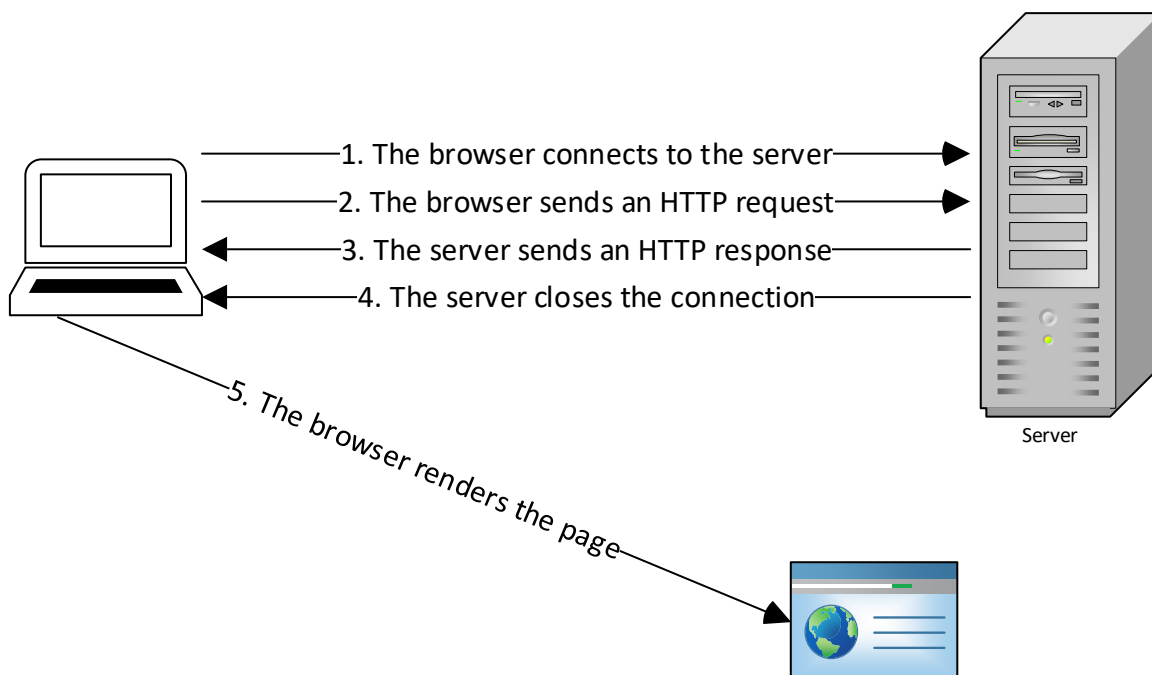 1. The browser connects to the server
2. The browser sends an HTTP request
3. The server sends an HTTP response
4. The server closes the connection
Server
5. The browser renders the page